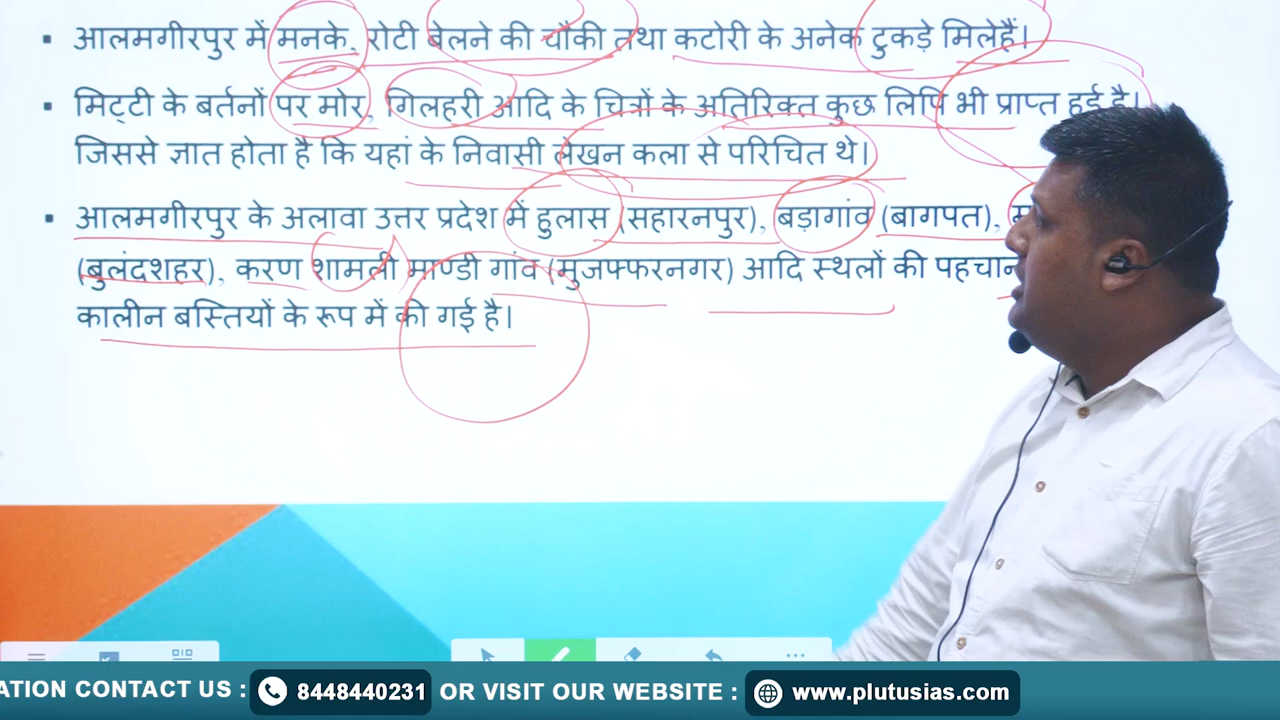 आलमगीरपुर में मनके, रोटी बेलने की चौकी तथा कटोरी के अनेक टुकड़े मिलेहैं।
मिट्टी के बर्तनों पर मोर, गिलहरी आदि के चित्रों के अतिरिक्त कुछ लिपि भी प्राप्त हुई है।
जिससे ज्ञात होता है कि यहां के निवासी लेखन कला से परिचित थे।
आलमगीरपुर के अलावा उत्तर प्रदेश में हुलास (सहारनपुर), बड़ागांव (बागपत),
(बुलंदशहर), करण शामली माण्डी गांव (मुजफ्फरनगर) आदि स्थलों की पहचान
कालीन बस्तियों के रूप में की गई है।
ATION CONTACT US : 8448440231 OR VISIT OUR WEBSITE : www.plutusias.com